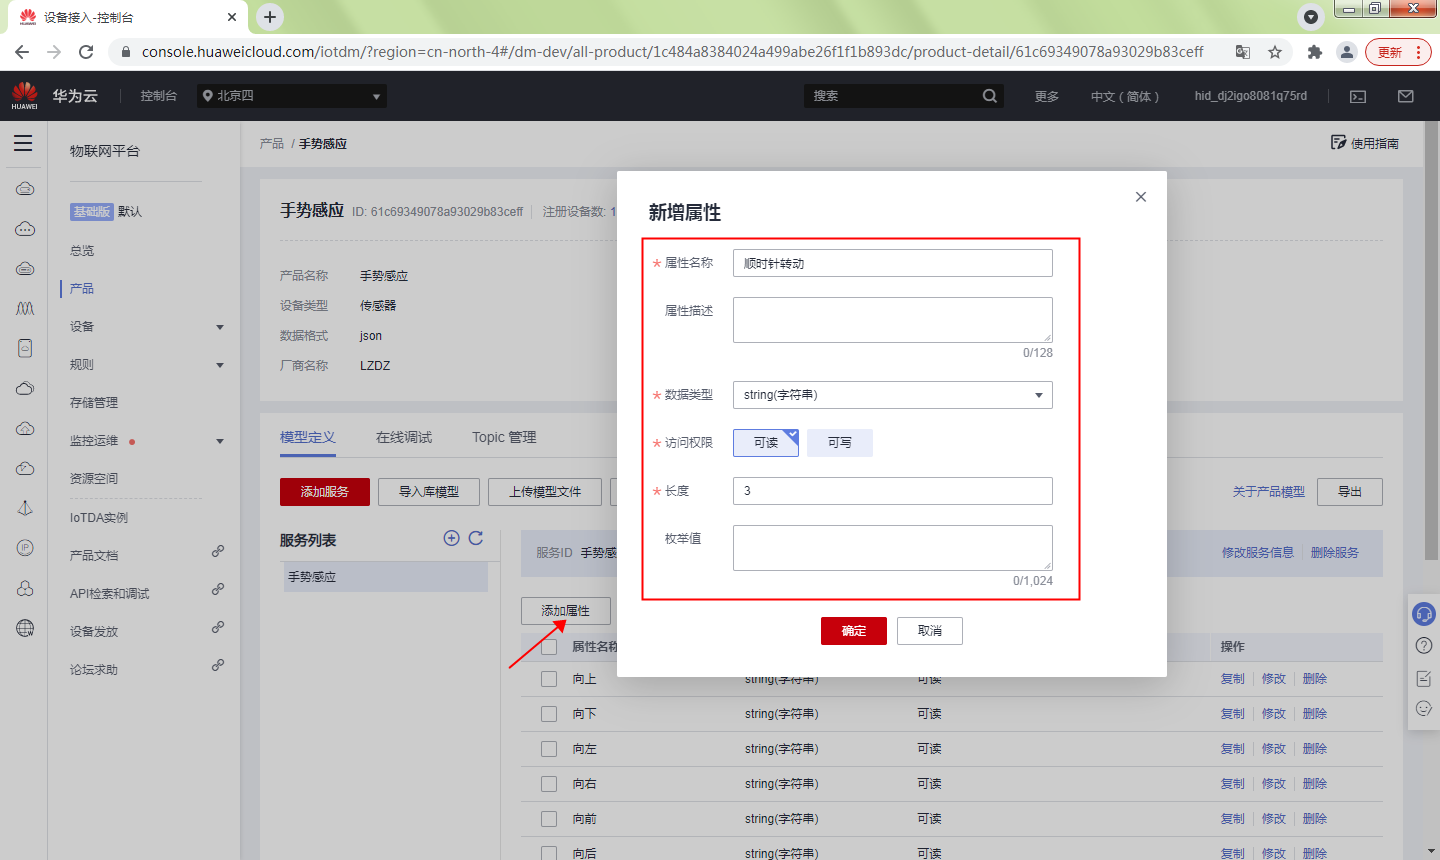 设备接入-控制台
console.huaweicloud.com/iotdm/?region=cn-north-4#/dm-dev/all-product/1c484a8384024a499abe26f1f1b893dc/product-detail/61c69349078a93029b83ceff
更新
HUAWEI
华为云
控制台
北京四
搜索
更多
中文（简体）
hid_dj2igo8081q75rd
物联网平台
基础版 默认
总览
产品
设备
规则
存储管理
监控运维
资源空间
IoTDA实例
产品文档
API检索和调试
设备发放
论坛求助
IP
产品 / 手势感应
使用指南
手势感应 ID: 61c69349078a93029b83ceff 注册设备数: 1
产品名称 手势感应
设备类型 传感器
数据格式 json
厂商名称 LZDZ
模型定义 在线调试 Topic 管理
添加服务 导入库模型 上传模型文件
关于产品模型 导出
服务列表
手势感应
服务ID 手势感
修改服务信息 删除服务
添加属性
属性名称
操作
向上 string(字符串) 可读 复制 修改 删除
向下 string(字符串) 可读 复制 修改 删除
向左 string(字符串) 可读 复制 修改 删除
向右 string(字符串) 可读 复制 修改 删除
向前 string(字符串) 可读 复制 修改 删除
向后 string(字符串) 可读 复制 修改 删除
新增属性
* 属性名称 顺时针转动
属性描述
0/128
* 数据类型 string(字符串)
* 访问权限 可读 可写
* 长度 3
枚举值
0/1,024
确定 取消